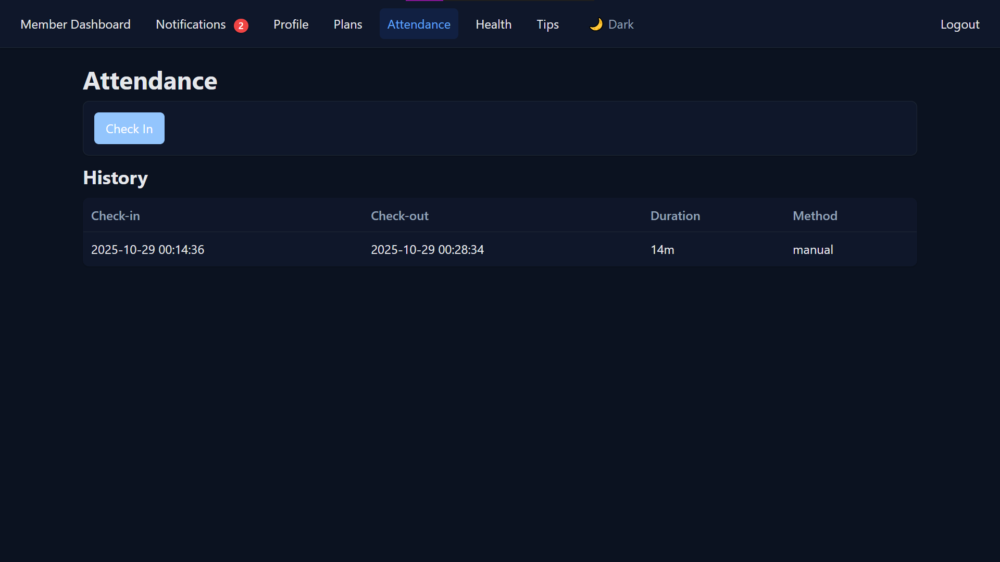 Member Dashboard Notifications 2 Profile Plans Attendance Health Tips Dark Logout
Attendance
Check In
History
Check-in Check-out Duration Method
2025-10-29 00:14:36 2025-10-29 00:28:34 14m manual